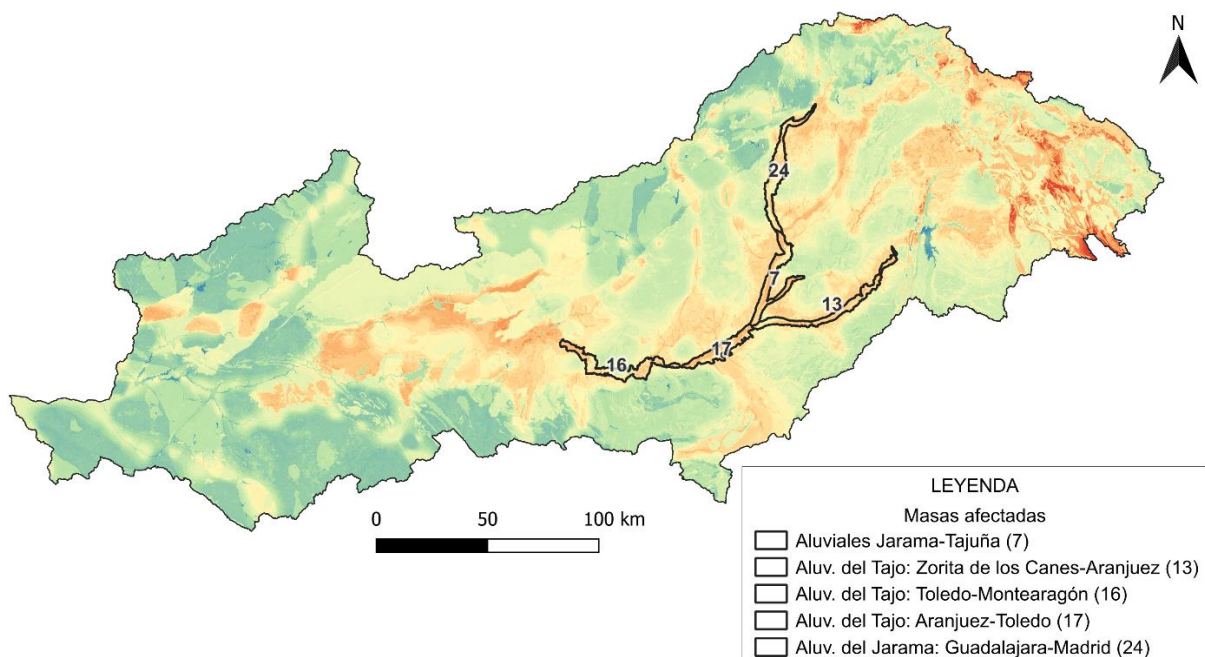 N
24
7
13
17
16
0 50 100 km
LEYENDA
Masas afectadas
Aluviales Jarama-Tajuña (7)
Aluv. del Tajo: Zorita de los Canes-Aranjuez (13)
Aluv. del Tajo: Toledo-Montearagón (16)
Aluv. del Tajo: Aranjuez-Toledo (17)
Aluv. del Jarama: Guadalajara-Madrid (24)